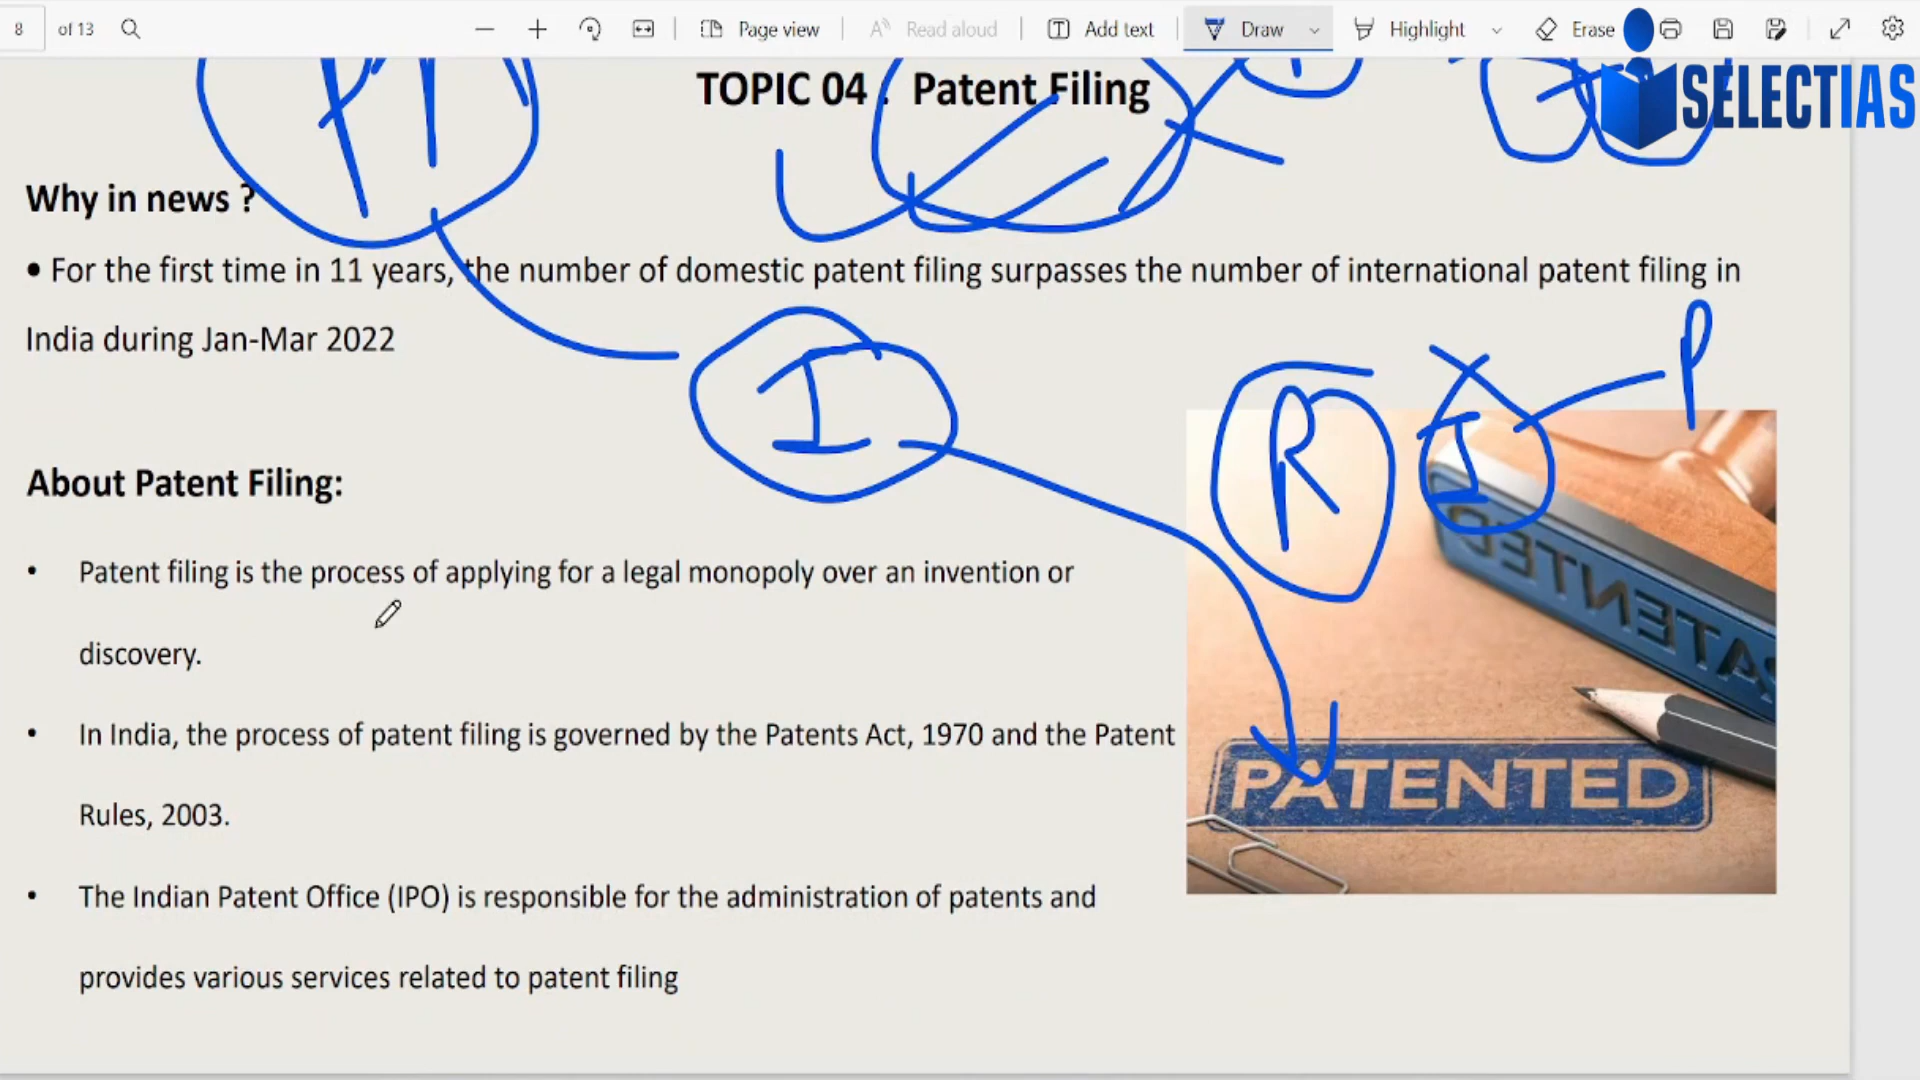 8 of 13 Page view Read aloud Add text Draw Highlight Erase
SELECTIAS
TOPIC 04 : Patent Filing
Why in news ?
• For the first time in 11 years, the number of domestic patent filing surpasses the number of international patent filing in
India during Jan-Mar 2022
P
I
R
I
About Patent Filing:
PATENTED
• Patent filing is the process of applying for a legal monopoly over an invention or
discovery.
• In India, the process of patent filing is governed by the Patents Act, 1970 and the Patent
Rules, 2003.
PATENTED
• The Indian Patent Office (IPO) is responsible for the administration of patents and
provides various services related to patent filing